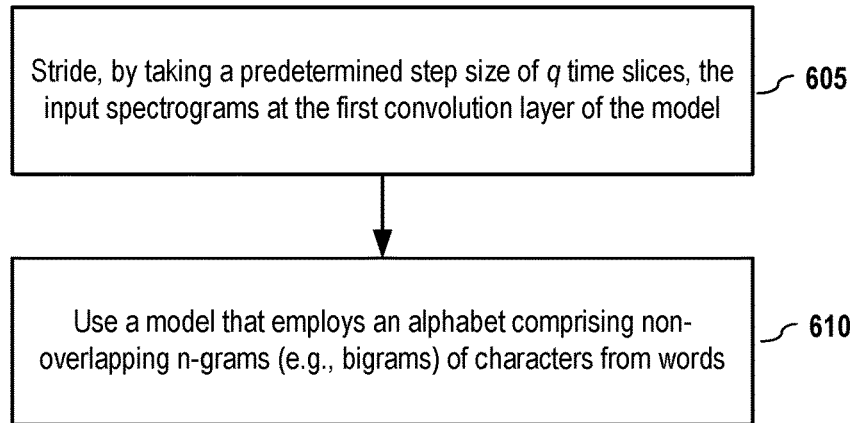 Stride, by taking a predetermined step size of q time slices, the
input spectrograms at the first convolution layer of the model
605
Use a model that employs an alphabet comprising non-
overlapping n-grams (e.g., bigrams) of characters from words
610